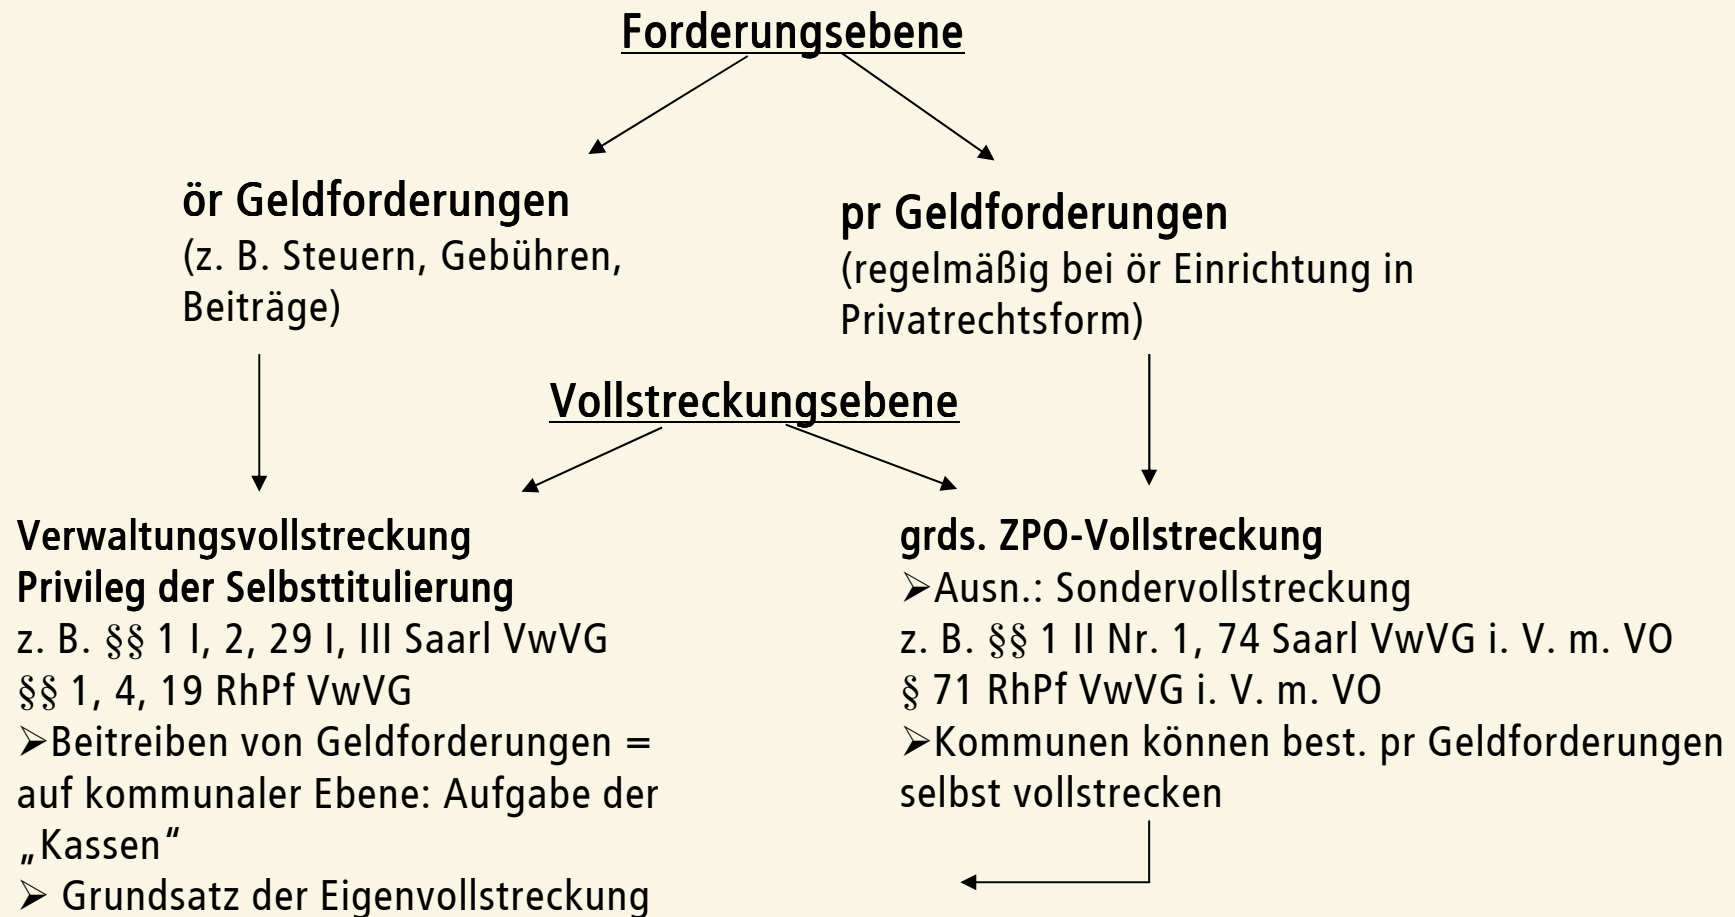 Forderungsebene
ör Geldforderungen
(z. B. Steuern, Gebühren,
Beiträge)
pr Geldforderungen
(regelmäßig bei ör Einrichtung in
Privatrechtsform)
Vollstreckungsebene
Verwaltungsvollstreckung
Privileg der Selbsttitulierung
z. B. §§ 1 I, 2, 29 I, III Saarl VwVG
§§ 1, 4, 19 RhPf VwVG
➢Beitreiben von Geldforderungen =
auf kommunaler Ebene: Aufgabe der
„Kassen“
➢ Grundsatz der Eigenvollstreckung
grds. ZPO-Vollstreckung
➢Ausn.: Sondervollstreckung
z. B. §§ 1 II Nr. 1, 74 Saarl VwVG i. V. m. VO
§ 71 RhPf VwVG i. V. m. VO
➢Kommunen können best. pr Geldforderungen
selbst vollstrecken